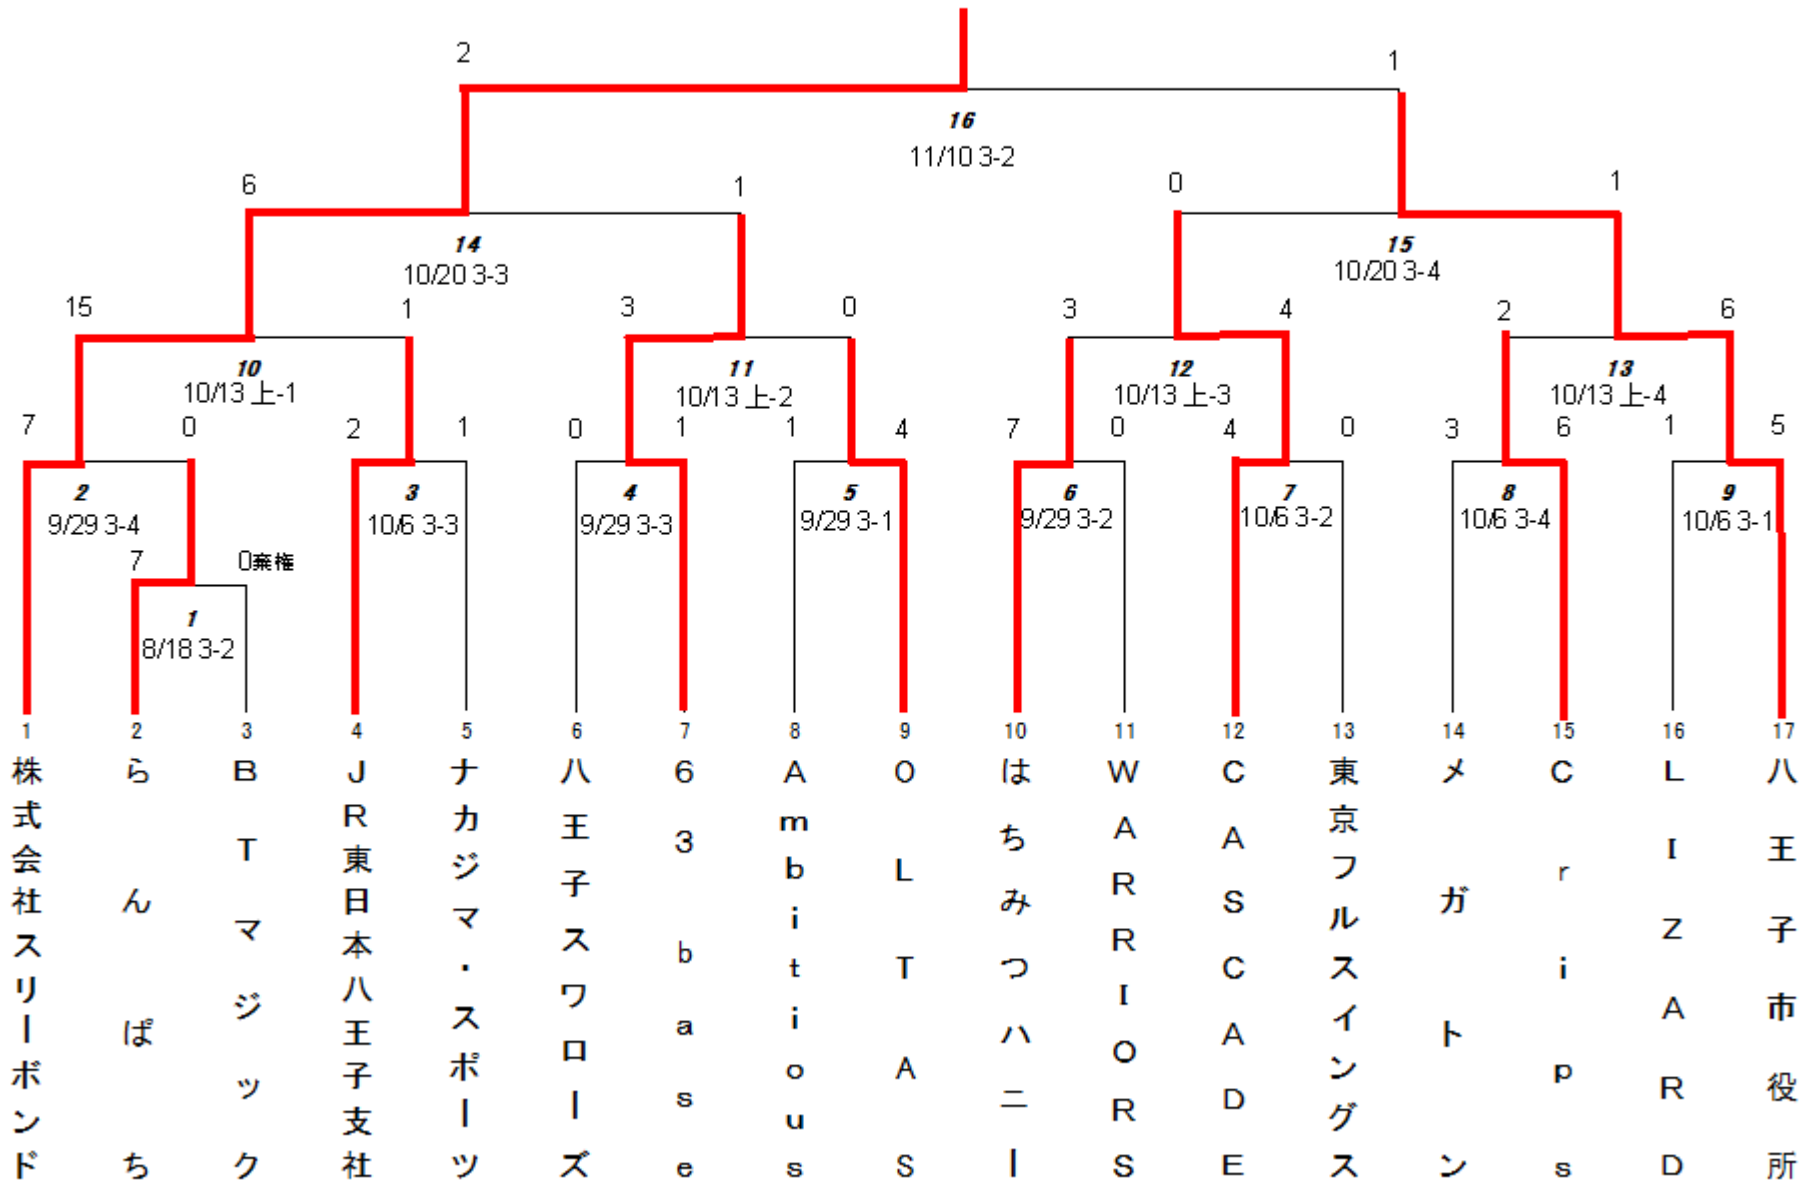 2 1
16
11/10 3-2
6 1 0 1
14 15
10/20 3-3 10/20 3-4
15 1 3 0 3 4 2 6
10 11 12 13
10/13 上-1 10/13 上-2 10/13 上-3 10/13 上-4
7 0 2 1 0 1 1 4 7 0 4 0 3 6 1 5
2 3 4 5 6 7 8 9
9/29 3-4 10/6 3-3 9/29 3-3 9/29 3-1 9/29 3-2 10/6 3-2 10/6 3-4 10/6 3-1
7 0棄権
1
8/18 3-2
1 2 3 4 5 6 7 8 9 10 11 12 13 14 15 16 17
株式会社スリーボンド
らんぱち
BTマジック
JR東日本八王子支社
ナカジマ・スポーツ
八王子スワローズ
63base
Ambitious
OLTAS
はちみつハニー
WARRIORS
CASCADE
東京フルスイングス
メガトン
Crips
LIZARD
八王子市役所